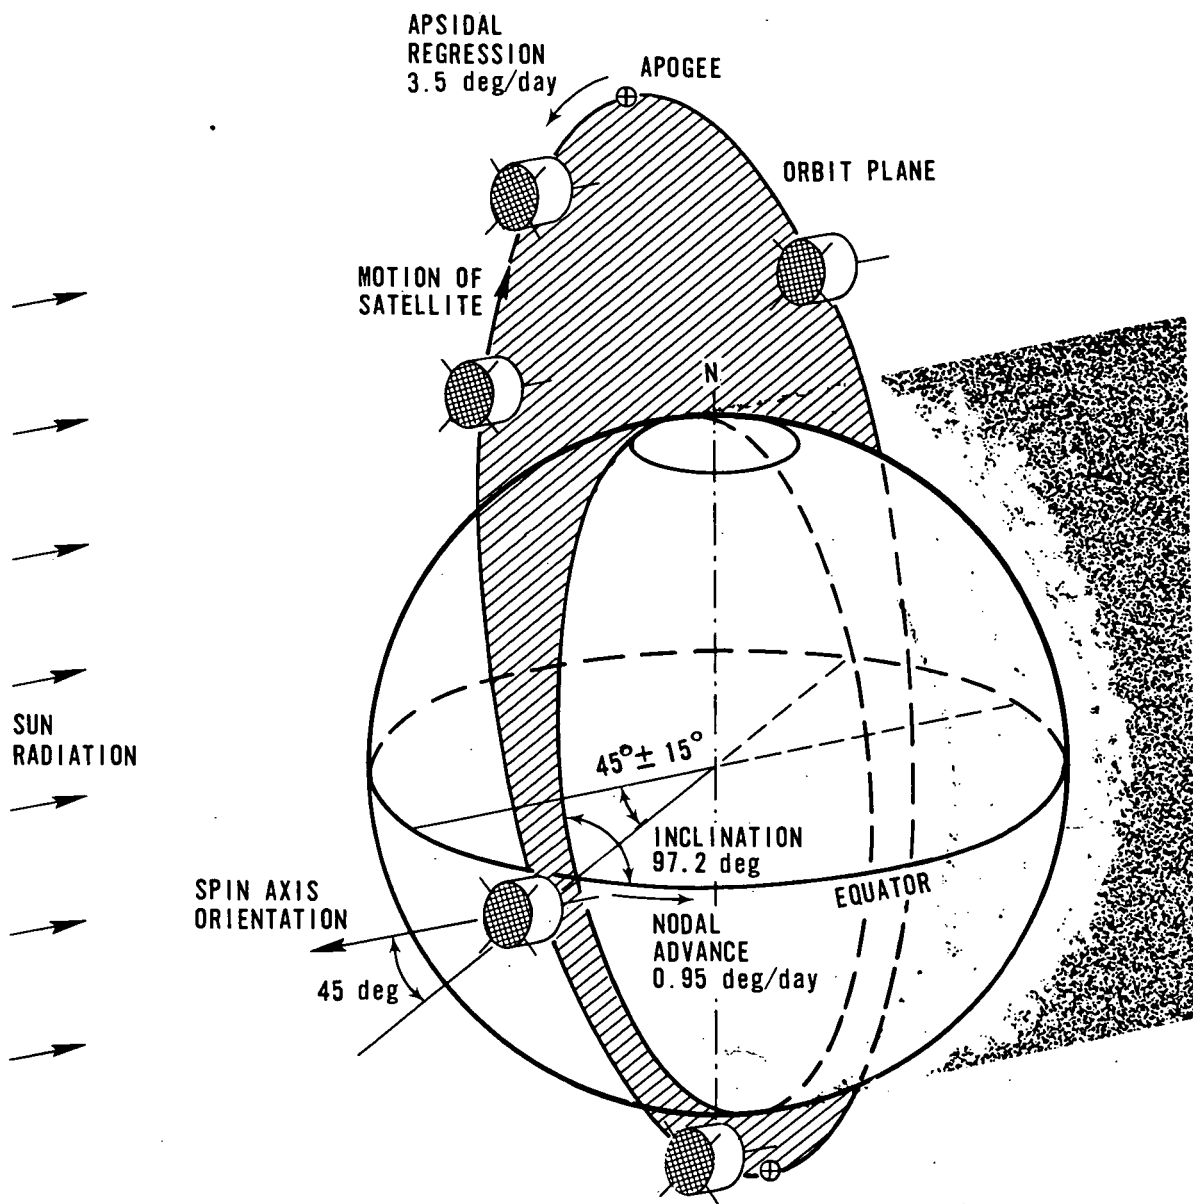 APSIDAL
REGRESSION
3.5 deg/day
APOGEE
ORBIT PLANE
MOTION OF
SATELLITE
N
SUN
RADIATION
45°± 15°
INCLINATION
97.2 deg
EQUATOR
SPIN AXIS
ORIENTATION
NODAL
ADVANCE
0.95 deg/day
45 deg